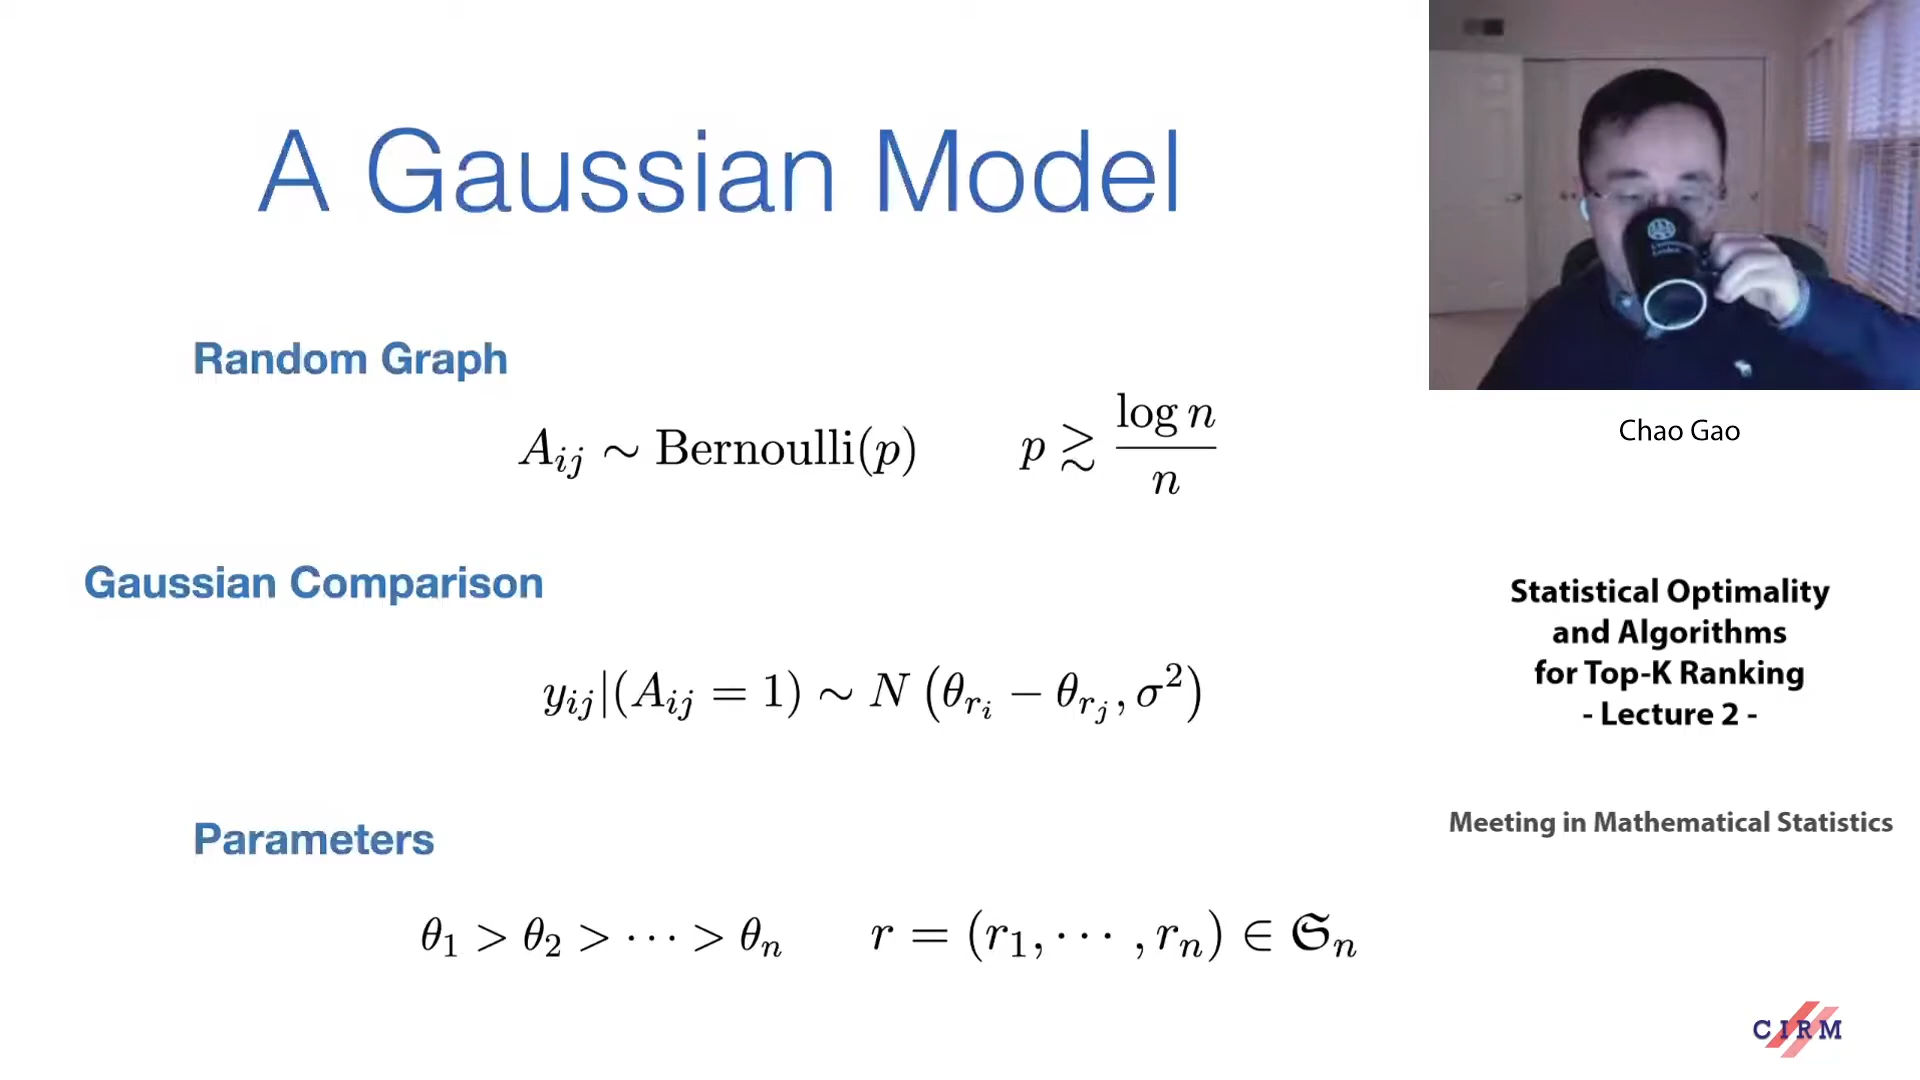 A Gaussian Model
Random Graph
A_{ij} ∼ Bernoulli(p)    p ≳ \frac{log n}{n}
Gaussian Comparison
y_{ij}|(A_{ij} = 1) ∼ N (θ_{r_i} − θ_{r_j}, σ^2)
Parameters
θ_1 > θ_2 > ⋯ > θ_n    r = (r_1, ⋯ , r_n) ∈ 𝔖_n
Chao Gao
Statistical Optimality
and Algorithms
for Top-K Ranking
- Lecture 2 -
Meeting in Mathematical Statistics
CIRM